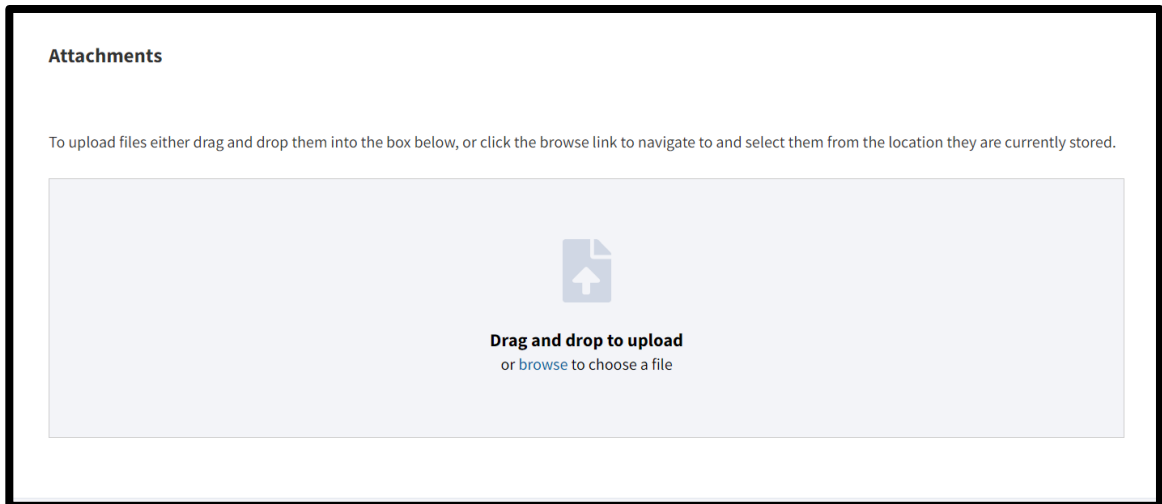 Attachments
To upload files either drag and drop them into the box below, or click the browse link to navigate to and select them from the location they are currently stored.
Drag and drop to upload
or browse to choose a file